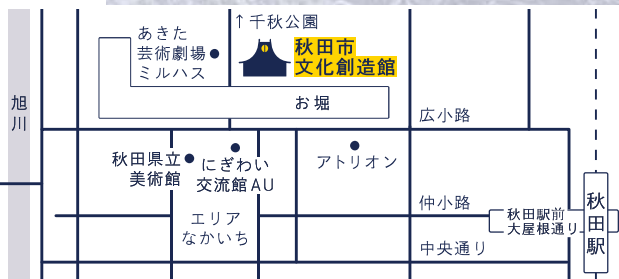 ↑千秋公園
あきた
芸術劇場
ミルハス
秋田市
文化創造館
お堀
旭川
広小路
秋田県立
美術館
にぎわい
交流館AU
アトリオン
エリア
なかいち
仲小路
秋田駅前
大屋根通り
秋田駅
中央通り